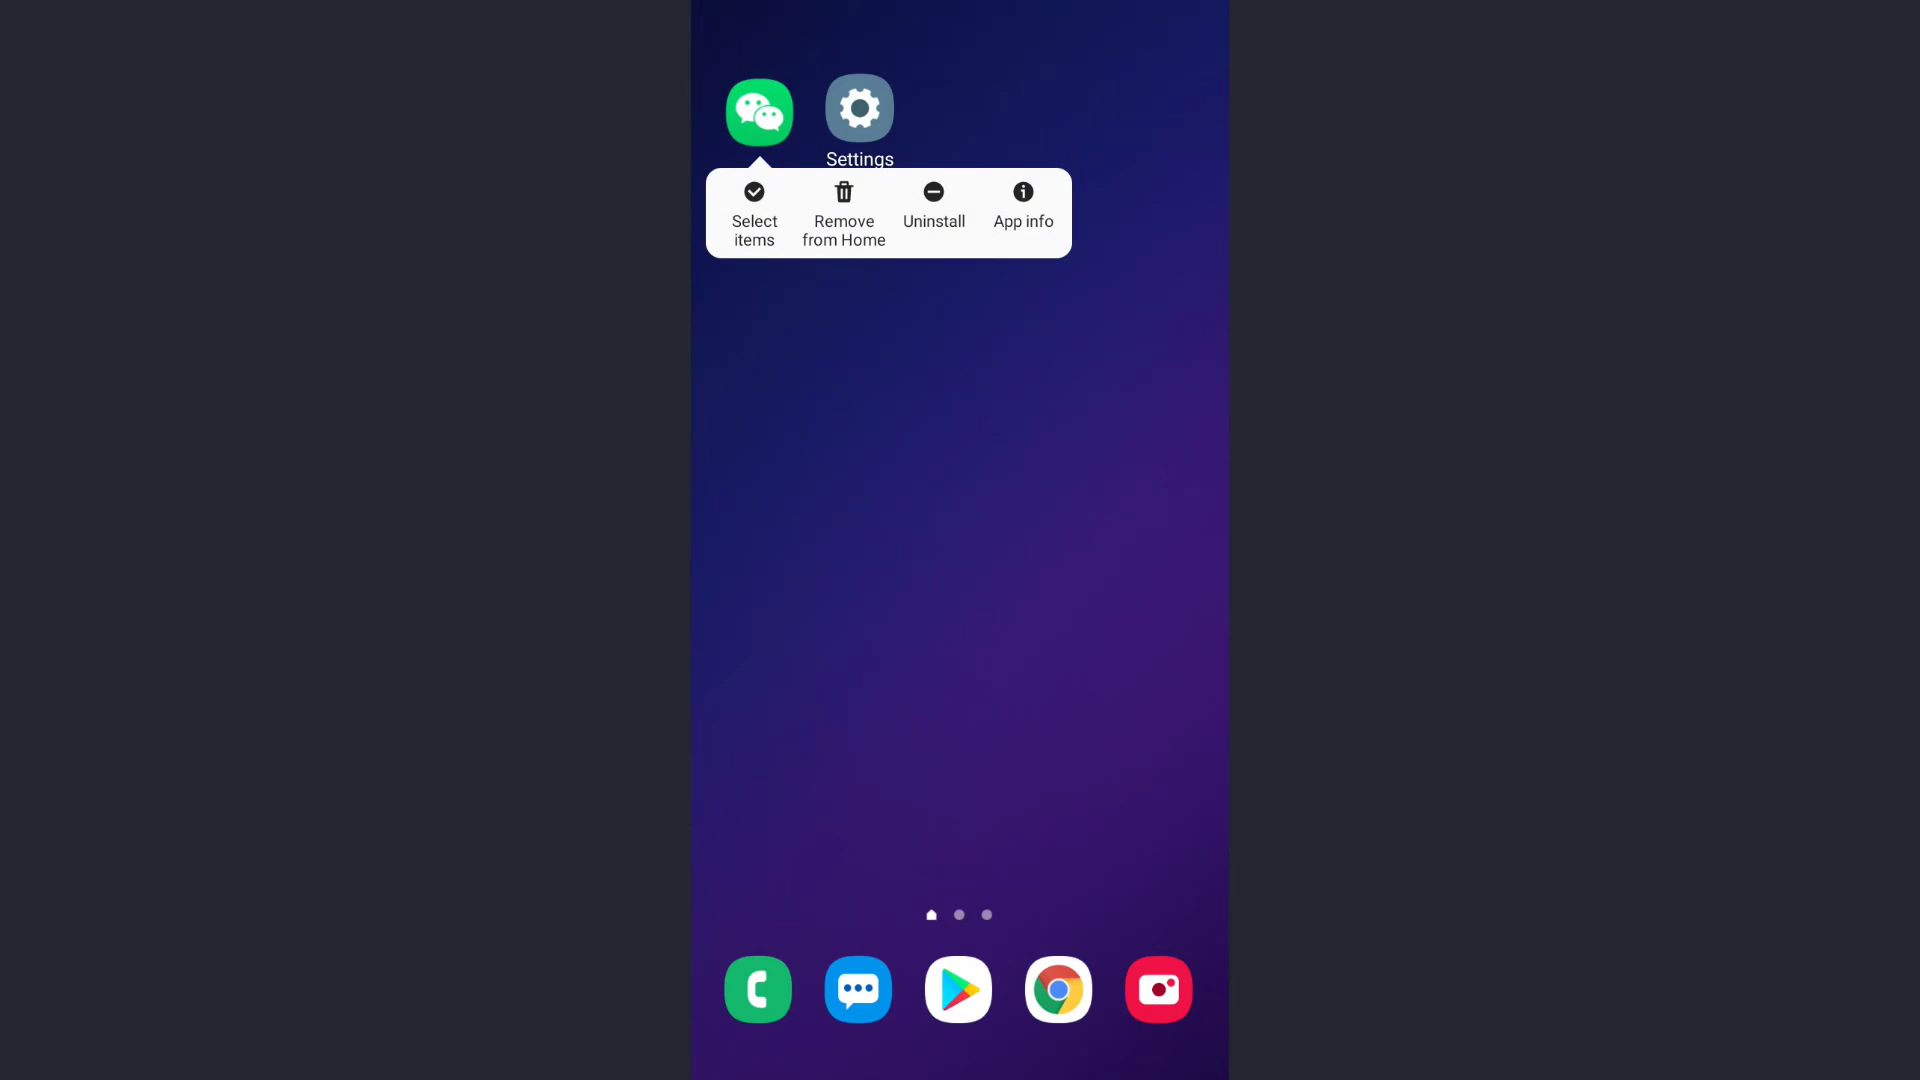 Settings
Select
items
Remove
from Home
Uninstall
App info